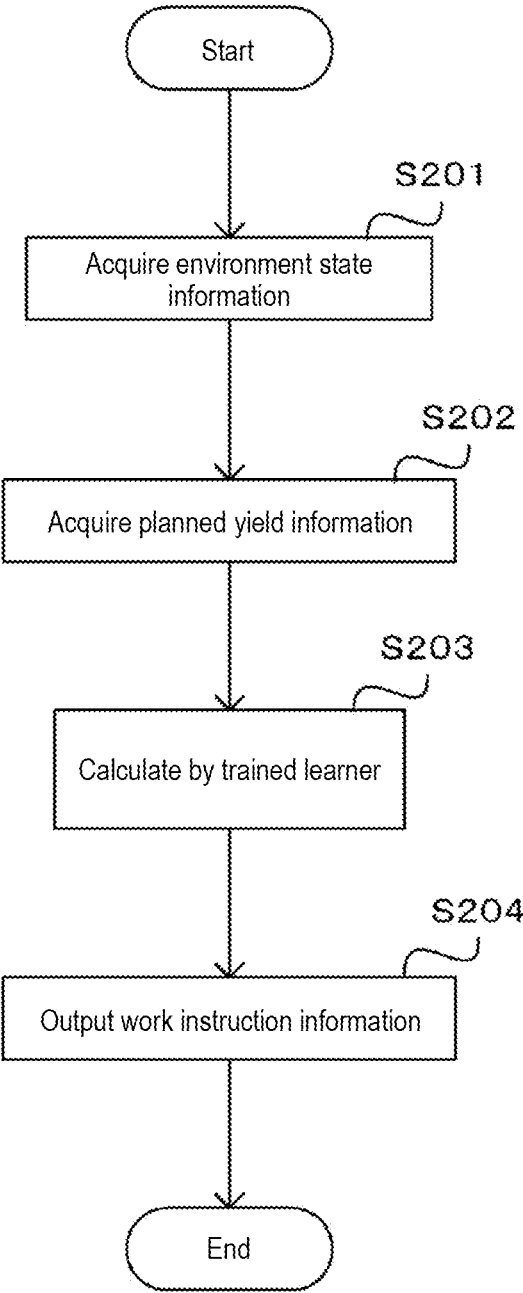 Start
S201
Acquire environment state
information
S202
Acquire planned yield information
S203
Calculate by trained learner
S204
Output work instruction information
End